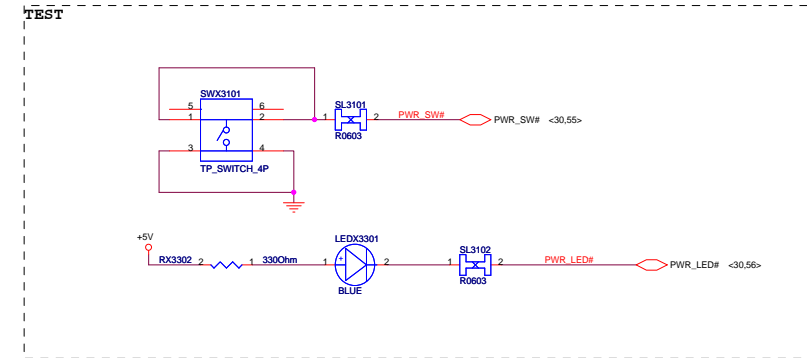 TEST
SWX3101
5 6
1 2
3 4
TP_SWITCH_4P
SL3101
1 2
R0603
PWR_SW#
PWR_SW# <30,55>
+5V
RX3302 2 1 330Ohm
LEDX3301
1 + 2
BLUE
SL3102
1 2
R0603
PWR_LED#
PWR_LED# <30,56>